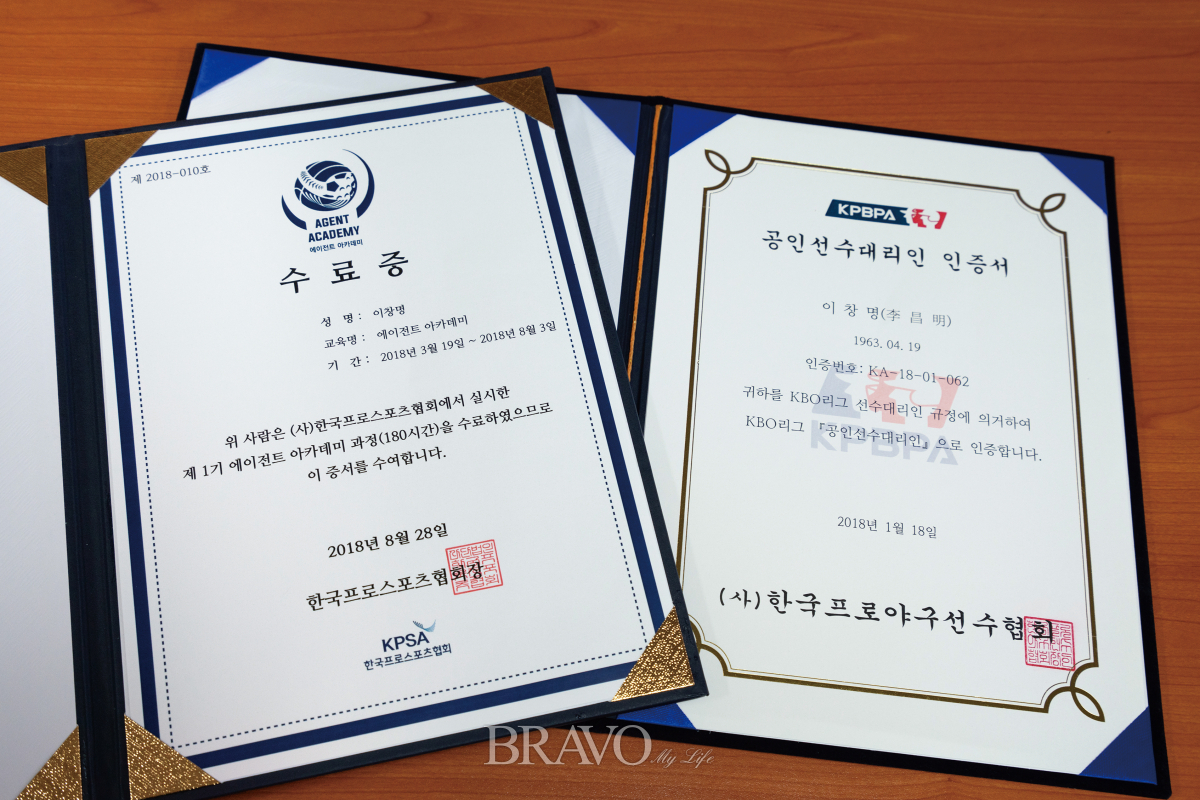 제 2018-010호
AGENT
ACADEMY
에이전트 아카데미
수료증
성 명 : 이창명
교육명 : 에이전트 아카데미
기 간 : 2018년 3월 19일 ~ 2018년 8월 3일
위 사람은 (사)한국프로스포츠협회에서 실시한
제 1기 에이전트 아카데미 과정(180시간)을 수료하였으므로
이 증서를 수여합니다.
2018년 8월 28일
한국프로스포츠협회장
KPSA
한국프로스포츠협회
KPBPA
공인선수대리인 인증서
이 창 명(李 昌 明)
1963. 04. 19
인증번호: KA-18-01-062
귀하를 KBO리그 선수대리인 규정에 의거하여
KBO리그 『공인선수대리인』으로 인증합니다.
KPBPA
2018년 1월 18일
(사)한국프로야구선수협회
BRAVO My Life